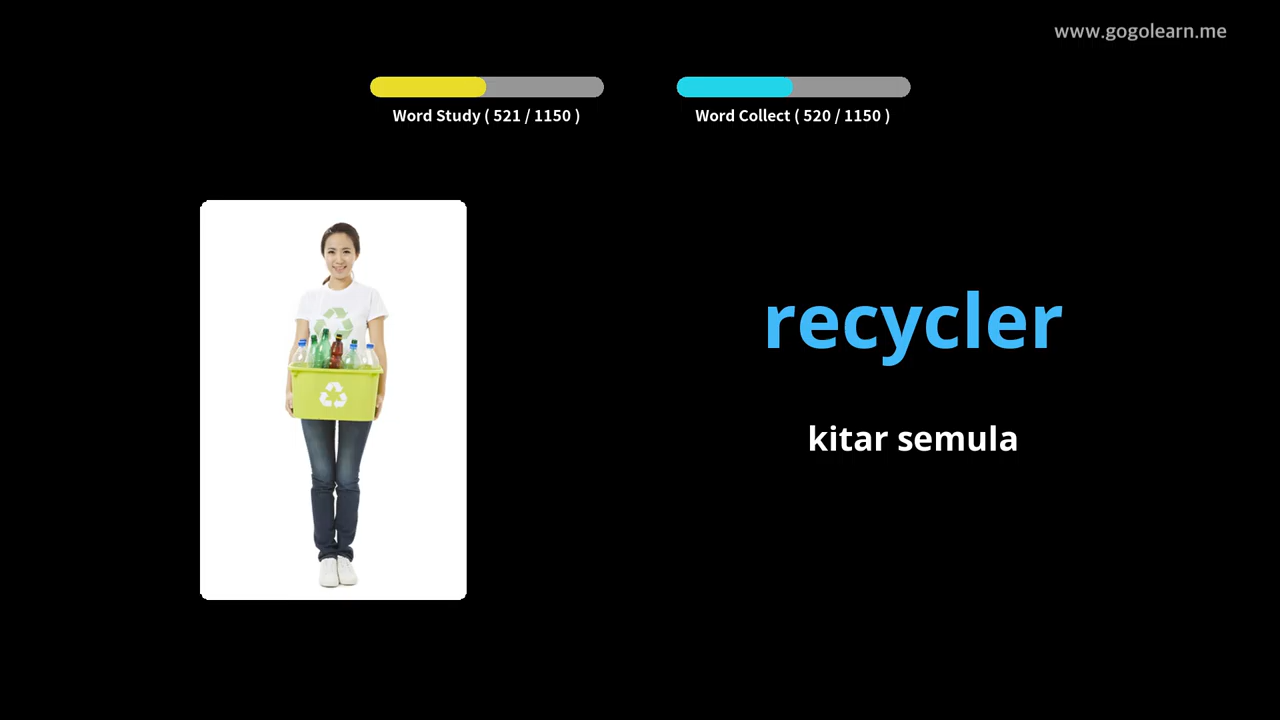 www.gogolearn.me
Word Study ( 521 / 1150 )
Word Collect ( 520 / 1150 )
recycler
kitar semula